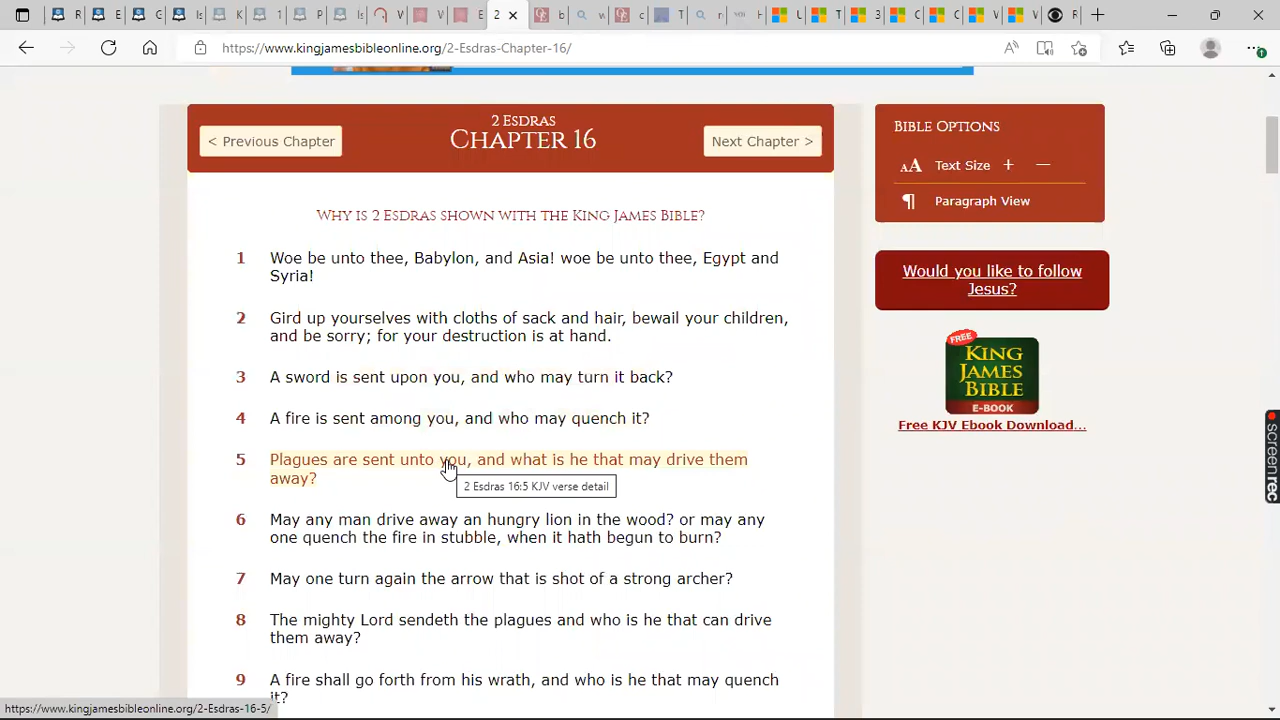 R
Is
K
1
P
Is
V
V
E
2
b
w
c
T
r
H
U
T
3
C
C
V
V
R
https://www.kingjamesbibleonline.org/2-Esdras-Chapter-16/
< Previous Chapter
2 Esdras
Chapter 16
Next Chapter >
Why is 2 Esdras shown with the King James Bible?
1 Woe be unto thee, Babylon, and Asia! woe be unto thee, Egypt and
Syria!
2 Gird up yourselves with cloths of sack and hair, bewail your children,
and be sorry; for your destruction is at hand.
3 A sword is sent upon you, and who may turn it back?
4 A fire is sent among you, and who may quench it?
5 Plagues are sent unto you, and what is he that may drive them
away?
2 Esdras 16:5 KJV verse detail
6 May any man drive away an hungry lion in the wood? or may any
one quench the fire in stubble, when it hath begun to burn?
7 May one turn again the arrow that is shot of a strong archer?
8 The mighty Lord sendeth the plagues and who is he that can drive
them away?
9 A fire shall go forth from his wrath, and who is he that may quench
it?
Bible Options
AA Text Size + —
¶ Paragraph View
Would you like to follow
Jesus?
FREE
KING
JAMES
BIBLE
E-BOOK
Free KJV Ebook Download...
screenrec
https://www.kingjamesbibleonline.org/2-Esdras-16-5/